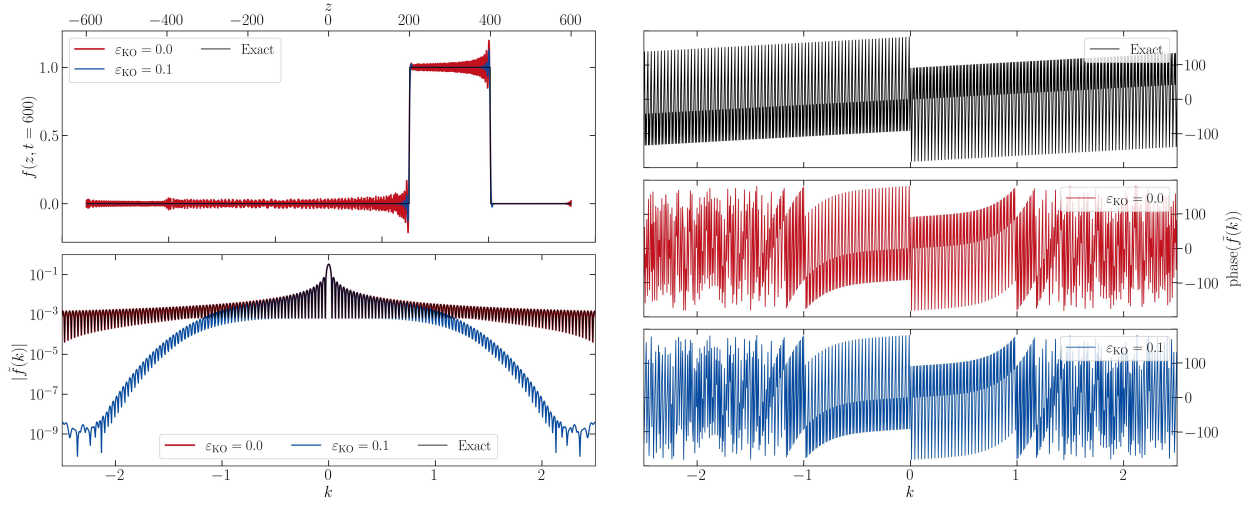 z
−600 −400 −200 0 200 400 600
ε_KO = 0.0 Exact
ε_KO = 0.1
f(z, t = 600)
1.0
0.5
0.0
|f̃(k)|
10⁻¹
10⁻³
10⁻⁵
10⁻⁷
10⁻⁹
ε_KO = 0.0 ε_KO = 0.1 Exact
−2 −1 0 1 2
k
Exact
100
0
−100
ε_KO = 0.0
100
0
−100
phase(f̃(k))
ε_KO = 0.1
100
0
−100
−2 −1 0 1 2
k